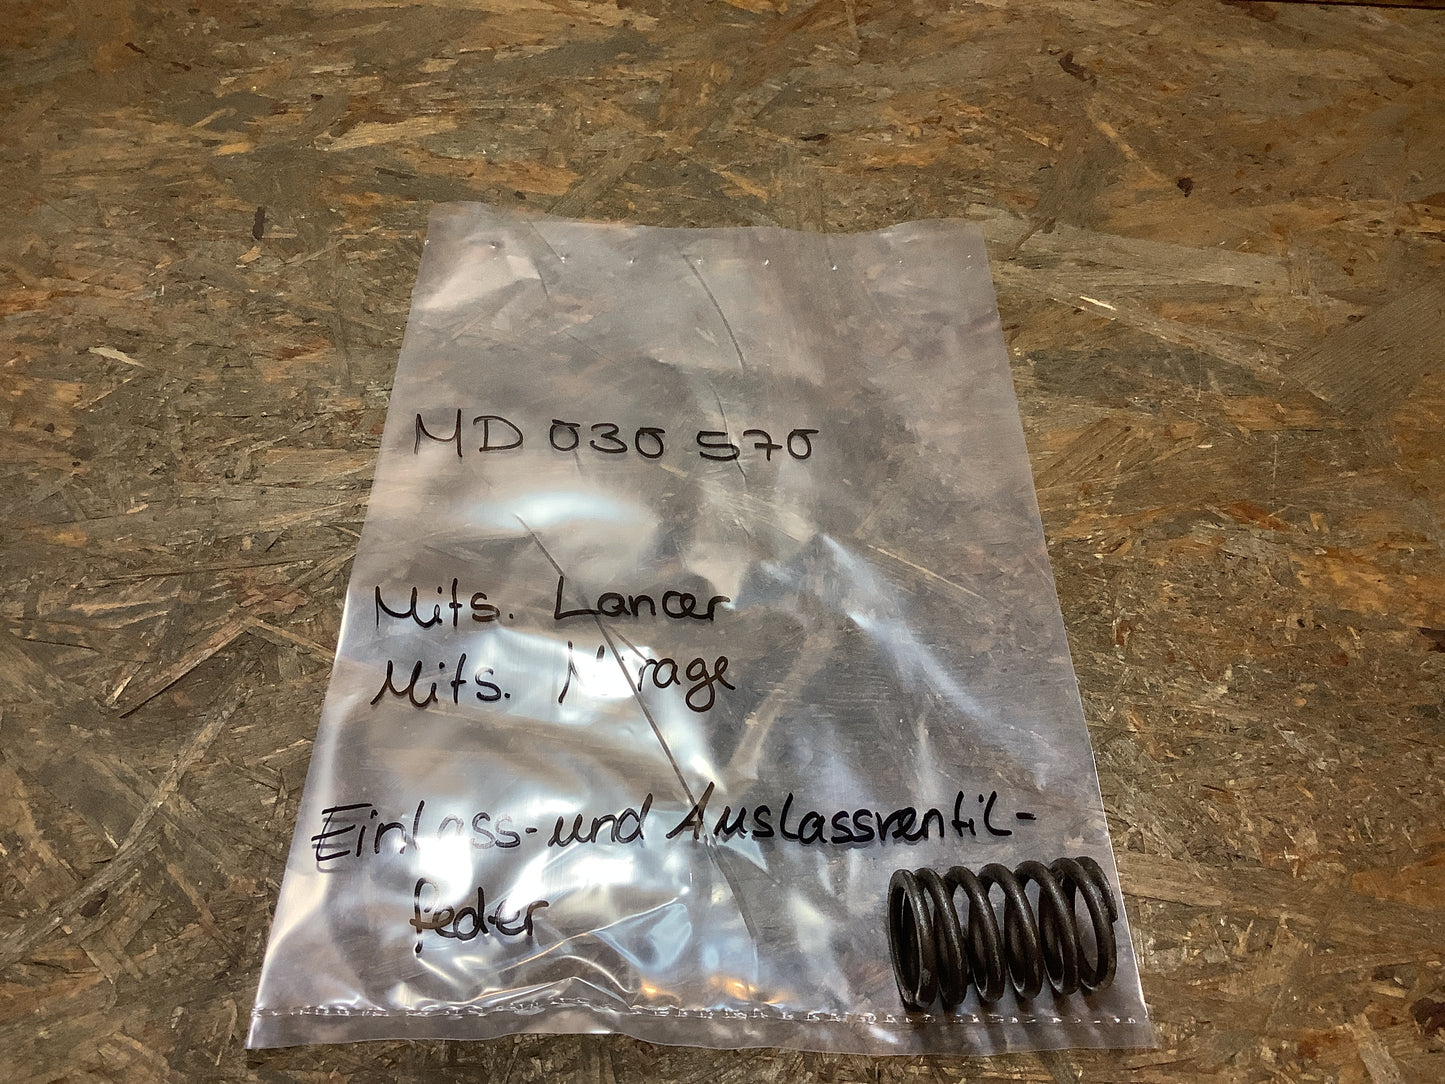 MD 030 570
Mits. Lancer
Mits. Mirage
Einlass- und Auslassventil-
feder